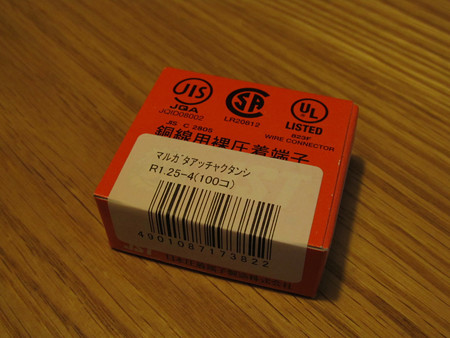 JIS
JQA
JQ0508002
SA
LR20812
UL
LISTED
823F
WIRE CONNECTOR
JIS C 2805
銅線用裸圧着端子
マルガタアッチャクタンシ
R1.25-4(100コ)
4901087173822